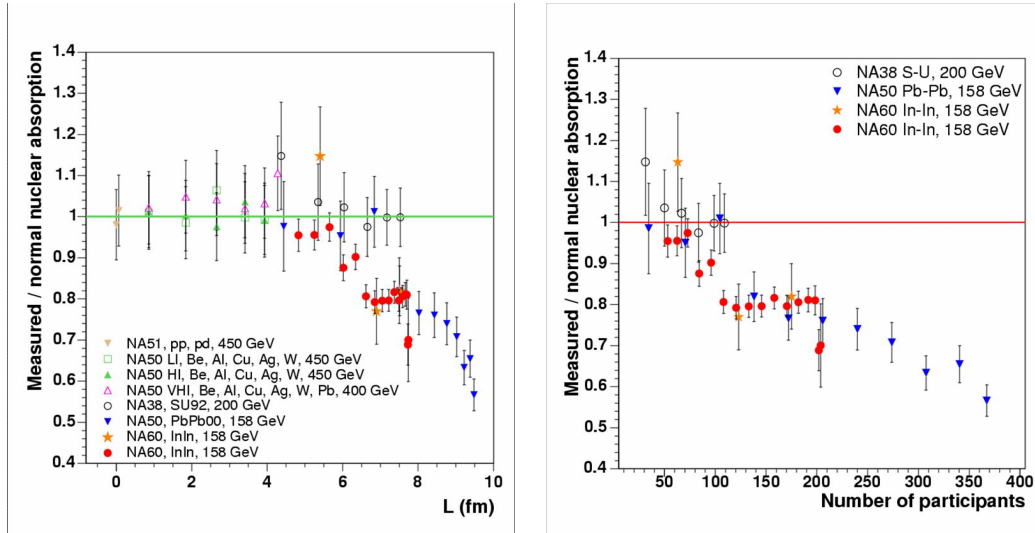 Measured / normal nuclear absorption
1.4
1.3
1.2
1.1
1
0.9
0.8
0.7
0.6
0.5
0.4
NA51, pp, pd, 450 GeV
NA50 LI, Be, Al, Cu, Ag, W, 450 GeV
NA50 HI, Be, Al, Cu, Ag, W, 450 GeV
NA50 VHI, Be, Al, Cu, Ag, W, Pb, 400 GeV
NA38, SU92, 200 GeV
NA50, PbPb00, 158 GeV
NA60, InIn, 158 GeV
NA60, InIn, 158 GeV
0 2 4 6 8 10
L (fm)
Measured / normal nuclear absorption
1.4
1.3
1.2
1.1
1
0.9
0.8
0.7
0.6
0.5
0.4
NA38 S-U, 200 GeV
NA50 Pb-Pb, 158 GeV
NA60 In-In, 158 GeV
NA60 In-In, 158 GeV
50 100 150 200 250 300 350 400
Number of participants